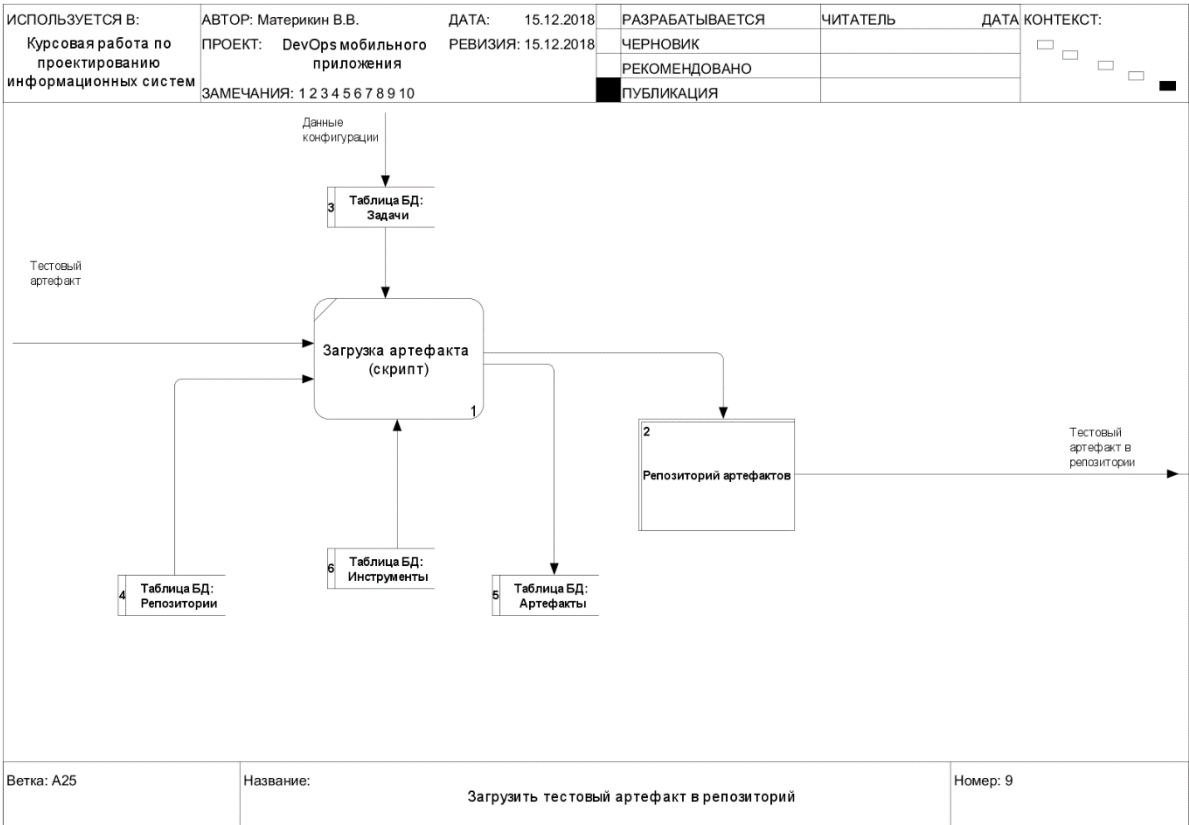 ИСПОЛЬЗУЕТСЯ В:
Курсовая работа по
проектированию
информационных систем
АВТОР: Материкин В.В.
ДАТА: 15.12.2018
ПРОЕКТ: DevOps мобильного
приложения
РЕВИЗИЯ: 15.12.2018
ЗАМЕЧАНИЯ: 1 2 3 4 5 6 7 8 9 10
РАЗРАБАТЫВАЕТСЯ
ЧЕРНОВИК
РЕКОМЕНДОВАНО
ПУБЛИКАЦИЯ
ЧИТАТЕЛЬ
ДАТА
КОНТЕКСТ:
Данные
конфигурации
3
Таблица БД:
Задачи
Тестовый
артефакт
Загрузка артефакта
(скрипт)
1
2
Репозиторий артефактов
Тестовый
артефакт в
репозитории
4
Таблица БД:
Репозитории
6
Таблица БД:
Инструменты
5
Таблица БД:
Артефакты
Ветка: A25
Название:
Загрузить тестовый артефакт в репозиторий
Номер: 9